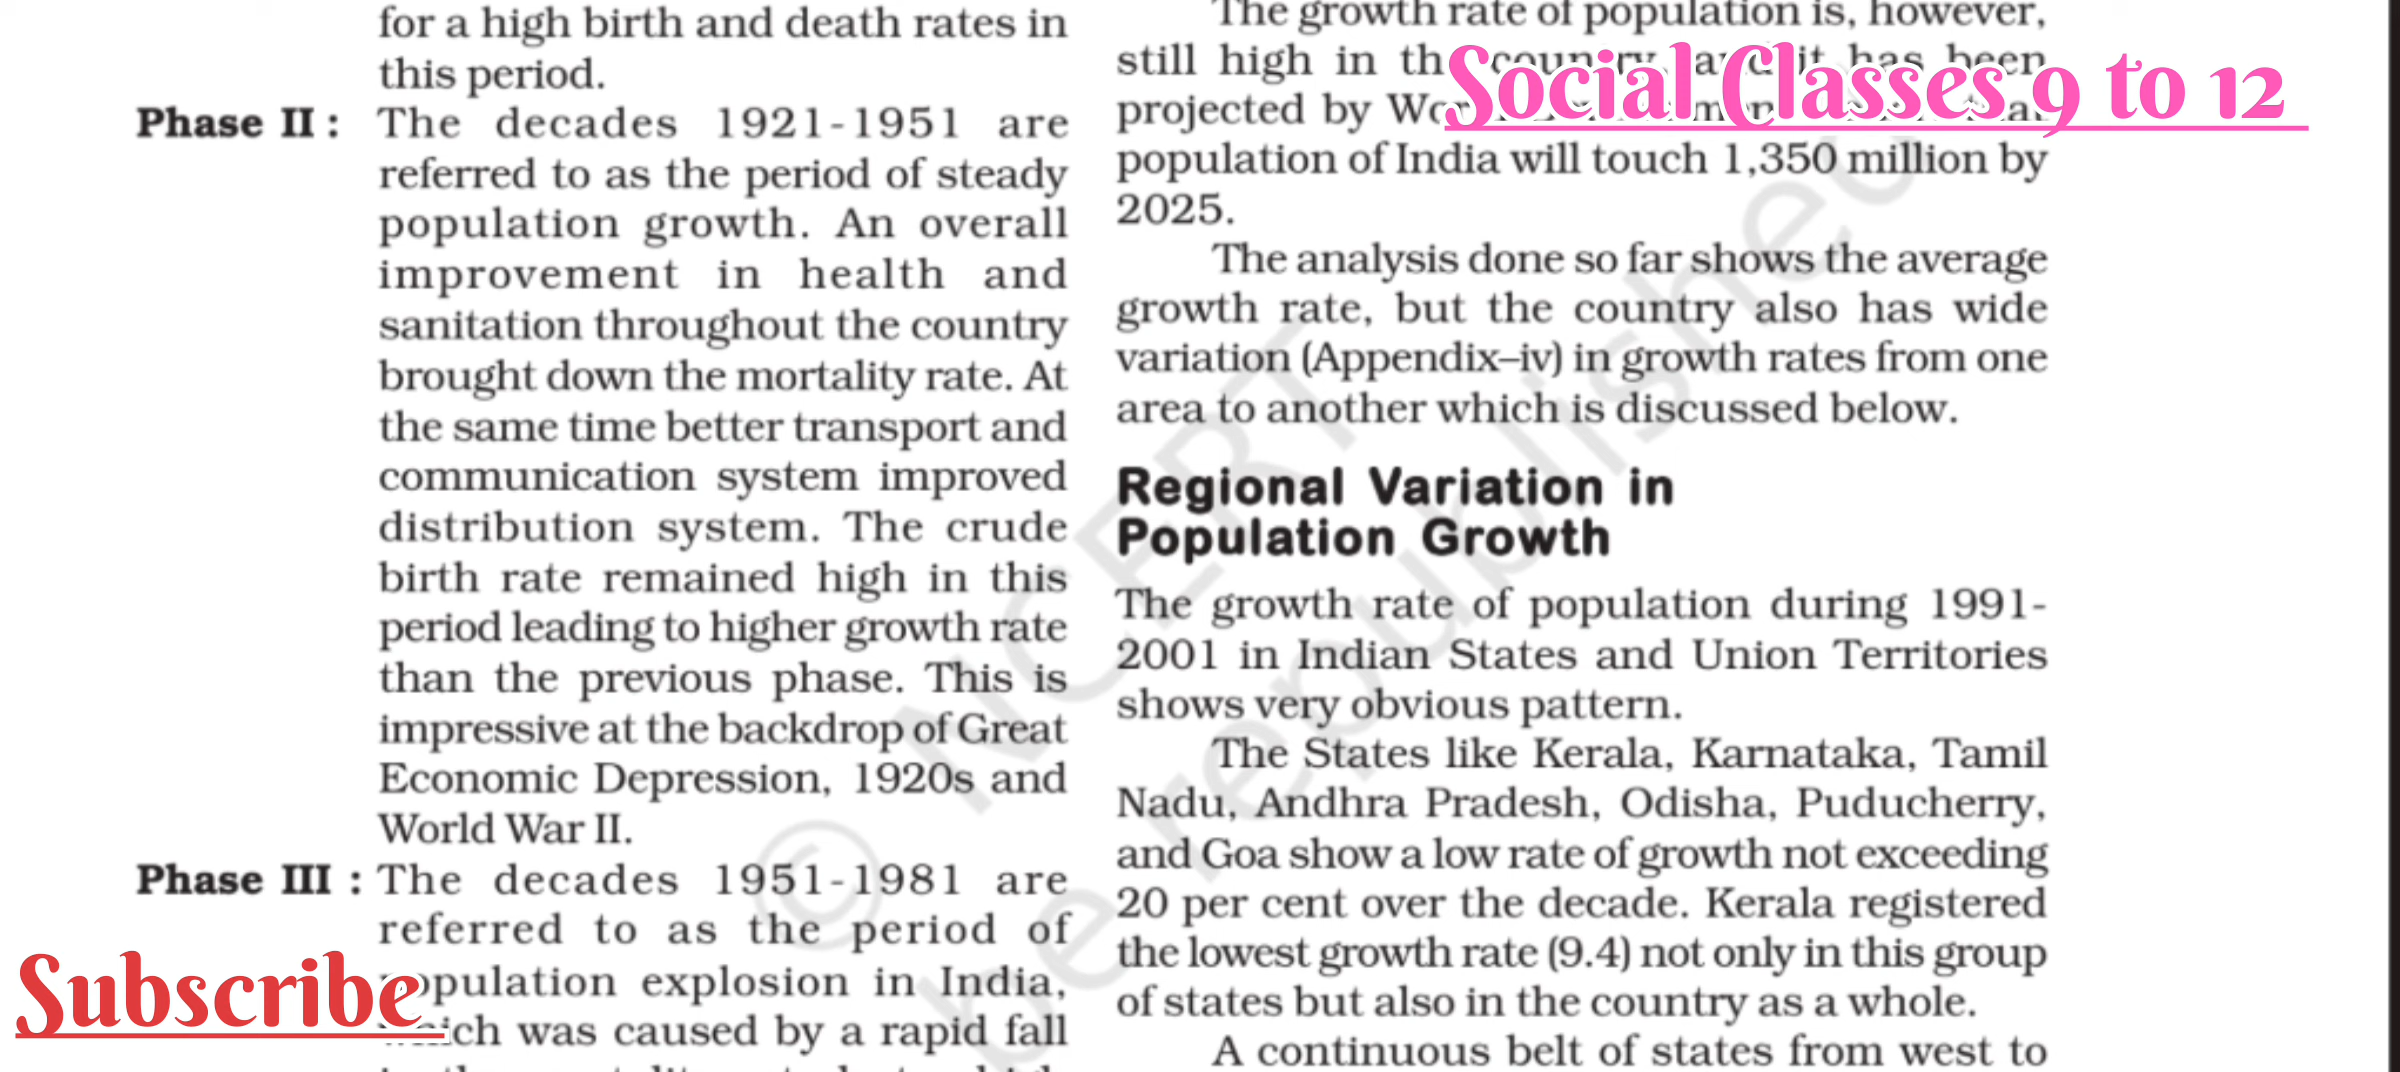 for a high birth and death rates in
this period.
Phase II : The decades 1921-1951 are
referred to as the period of steady
population growth. An overall
improvement in health and
sanitation throughout the country
brought down the mortality rate. At
the same time better transport and
communication system improved
distribution system. The crude
birth rate remained high in this
period leading to higher growth rate
than the previous phase. This is
impressive at the backdrop of Great
Economic Depression, 1920s and
World War II.
Phase III : The decades 1951-1981 are
referred to as the period of
population explosion in India,
which was caused by a rapid fall
Subscribe
The growth rate of population is, however,
still high in the country, and it has been
Social Classes 9 to 12
projected by
population of India will touch 1,350 million by
2025.
The analysis done so far shows the average
growth rate, but the country also has wide
variation (Appendix–iv) in growth rates from one
area to another which is discussed below.
Regional Variation in
Population Growth
The growth rate of population during 1991-
2001 in Indian States and Union Territories
shows very obvious pattern.
The States like Kerala, Karnataka, Tamil
Nadu, Andhra Pradesh, Odisha, Puducherry,
and Goa show a low rate of growth not exceeding
20 per cent over the decade. Kerala registered
the lowest growth rate (9.4) not only in this group
of states but also in the country as a whole.
A continuous belt of states from west to
© NCERT
be republished